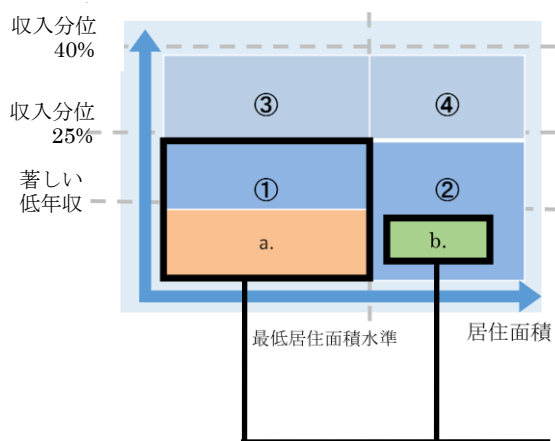 収入分位
40%
③
④
収入分位
25%
著しい
低年収
①
②
a.
b.
最低居住面積水準
居住面積